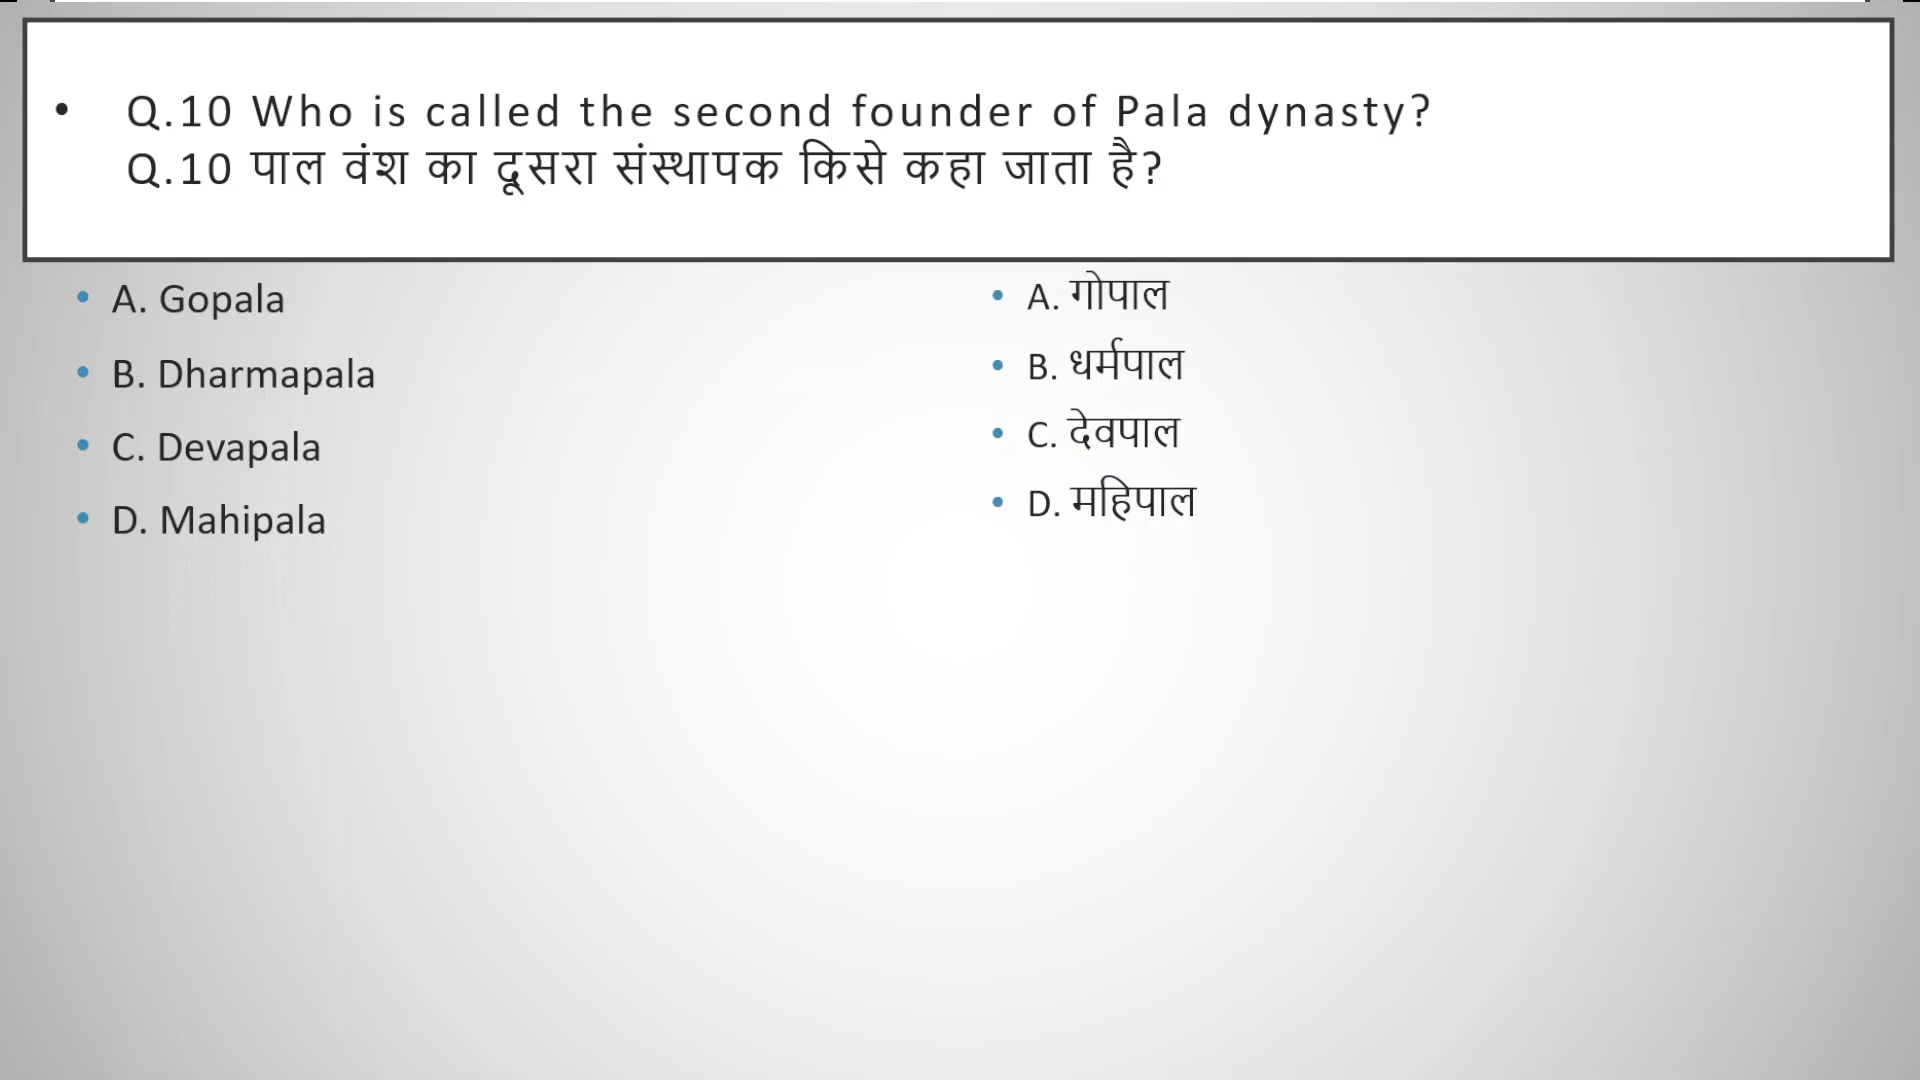 • Q.10 Who is called the second founder of Pala dynasty?
Q.10 पाल वंश का दूसरा संस्थापक किसे कहा जाता है?
• A. Gopala
• B. Dharmapala
• C. Devapala
• D. Mahipala
• A. गोपाल
• B. धर्मपाल
• C. देवपाल
• D. महिपाल